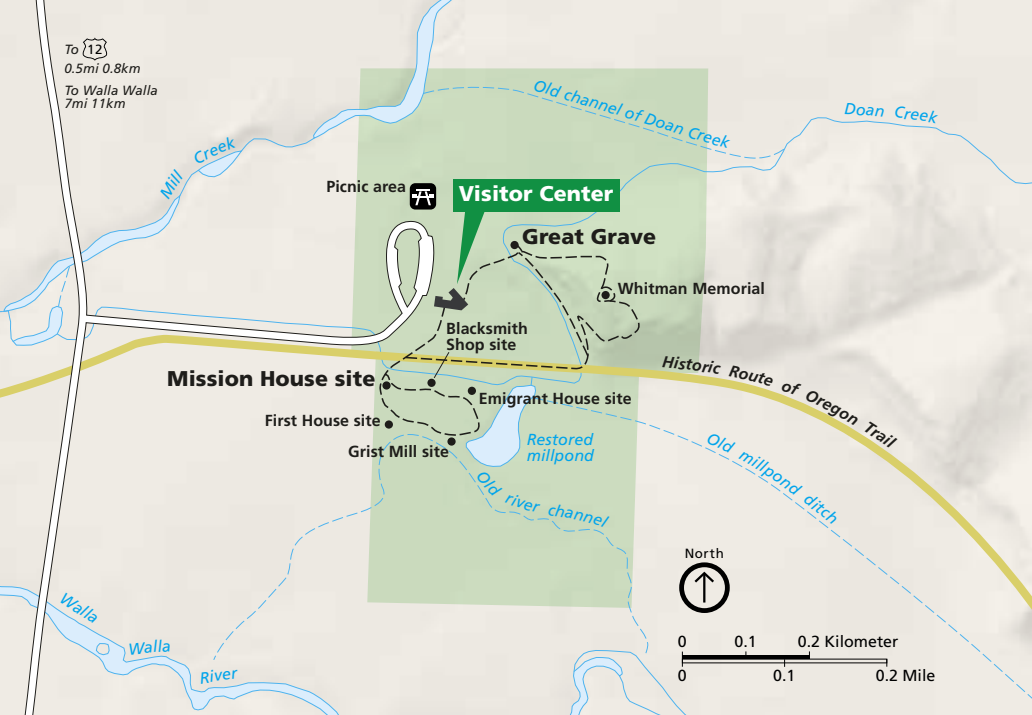 To 12
0.5mi 0.8km
To Walla Walla
7mi 11km
Old channel of Doan Creek
Doan Creek
Mill Creek
Picnic area
Visitor Center
Great Grave
Whitman Memorial
Blacksmith
Shop site
Historic Route of Oregon Trail
Mission House site
Emigrant House site
First House site
Grist Mill site
Restored
millpond
Old millpond ditch
Old river channel
North
Walla
Walla
River
0 0.1 0.2 Kilometer
0 0.1 0.2 Mile